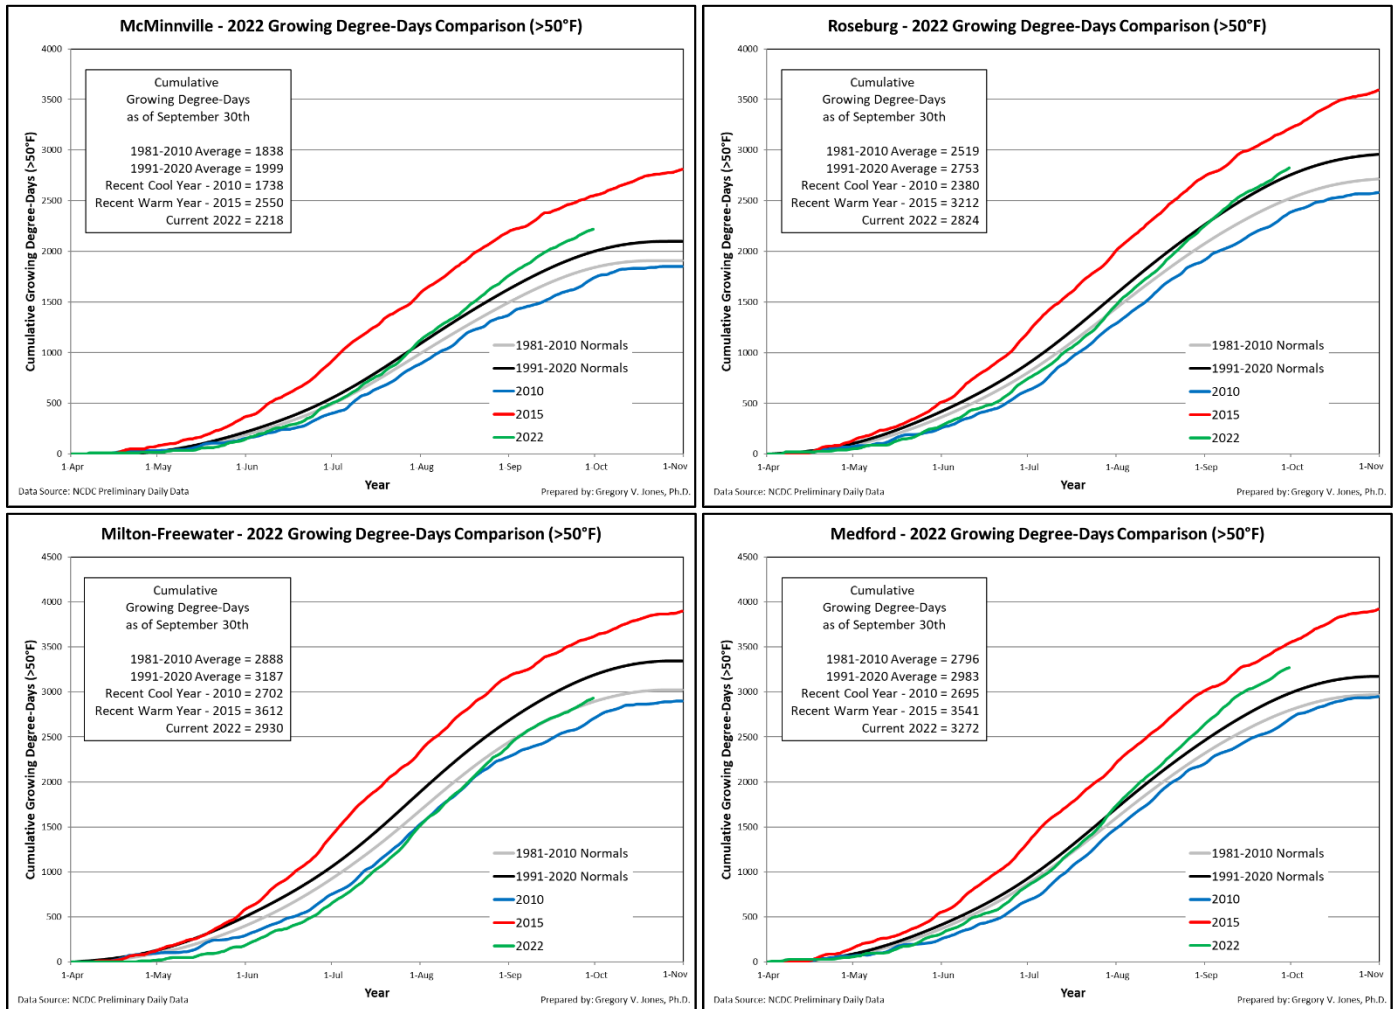 McMinnville - 2022 Growing Degree-Days Comparison (>50°F)
Cumulative Growing Degree-Days (>50°F)
4000
3500
3000
2500
2000
1500
1000
500
0
Cumulative
Growing Degree-Days
as of September 30th
1981-2010 Average = 1838
1991-2020 Average = 1999
Recent Cool Year - 2010 = 1738
Recent Warm Year - 2015 = 2550
Current 2022 = 2218
1981-2010 Normals
1991-2020 Normals
2010
2015
2022
1-Apr 1-May 1-Jun 1-Jul 1-Aug 1-Sep 1-Oct 1-Nov
Year
Data Source: NCDC Preliminary Daily Data
Prepared by: Gregory V. Jones, Ph.D.
Roseburg - 2022 Growing Degree-Days Comparison (>50°F)
Cumulative Growing Degree-Days (>50°F)
4000
3500
3000
2500
2000
1500
1000
500
0
Cumulative
Growing Degree-Days
as of September 30th
1981-2010 Average = 2519
1991-2020 Average = 2753
Recent Cool Year - 2010 = 2380
Recent Warm Year - 2015 = 3212
Current 2022 = 2824
1981-2010 Normals
1991-2020 Normals
2010
2015
2022
1-Apr 1-May 1-Jun 1-Jul 1-Aug 1-Sep 1-Oct 1-Nov
Year
Data Source: NCDC Preliminary Daily Data
Prepared by: Gregory V. Jones, Ph.D.
Milton-Freewater - 2022 Growing Degree-Days Comparison (>50°F)
Cumulative Growing Degree-Days (>50°F)
4500
4000
3500
3000
2500
2000
1500
1000
500
0
Cumulative
Growing Degree-Days
as of September 30th
1981-2010 Average = 2888
1991-2020 Average = 3187
Recent Cool Year - 2010 = 2702
Recent Warm Year - 2015 = 3612
Current 2022 = 2930
1981-2010 Normals
1991-2020 Normals
2010
2015
2022
1-Apr 1-May 1-Jun 1-Jul 1-Aug 1-Sep 1-Oct 1-Nov
Year
Data Source: NCDC Preliminary Daily Data
Prepared by: Gregory V. Jones, Ph.D.
Medford - 2022 Growing Degree-Days Comparison (>50°F)
Cumulative Growing Degree-Days (>50°F)
4500
4000
3500
3000
2500
2000
1500
1000
500
0
Cumulative
Growing Degree-Days
as of September 30th
1981-2010 Average = 2796
1991-2020 Average = 2983
Recent Cool Year - 2010 = 2695
Recent Warm Year - 2015 = 3541
Current 2022 = 3272
1981-2010 Normals
1991-2020 Normals
2010
2015
2022
1-Apr 1-May 1-Jun 1-Jul 1-Aug 1-Sep 1-Oct 1-Nov
Year
Data Source: NCDC Preliminary Daily Data
Prepared by: Gregory V. Jones, Ph.D.